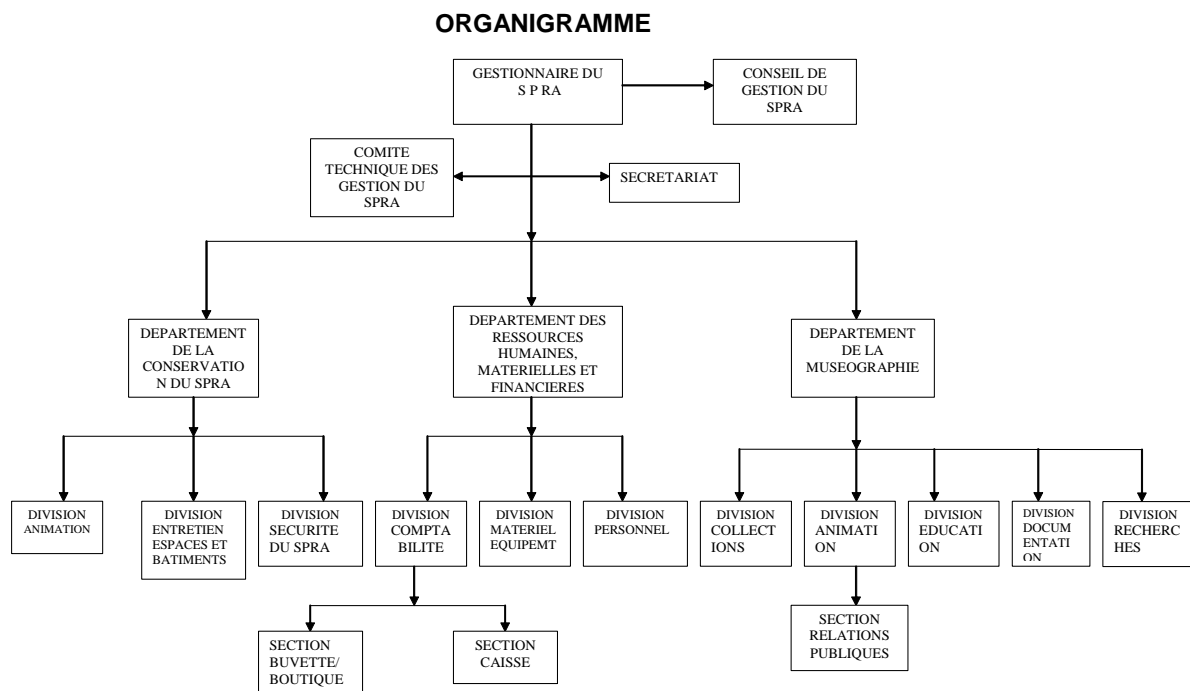 ORGANIGRAMME
GESTIONNAIRE DU
S P RA
CONSEIL DE
GESTION DU
SPRA
COMITE
TECHNIQUE DES
GESTION DU
SPRA
SECRETARIAT
DEPARTEMENT
DE LA
CONSERVATIO
N DU SPRA
DEPARTEMENT DES
RESSOURCES
HUMAINES,
MATERIELLES ET
FINANCIERES
DEPARTEMENT
DE LA
MUSEOGRAPHIE
DIVISION
ANIMATION
DIVISION
ENTRETIEN
ESPACES ET
BATIMENTS
DIVISION
SECURITE
DU SPRA
DIVISION
COMPTA
BILITE
DIVISION
MATERIEL
EQUIPEMT
DIVISION
PERSONNEL
DIVISION
COLLECT
IONS
DIVISION
ANIMATI
ON
DIVISION
EDUCATI
ON
DIVISION
DOCUM
ENTATI
ON
DIVISION
RECHERC
HES
SECTION
BUVETTE/
BOUTIQUE
SECTION
CAISSE
SECTION
RELATIONS
PUBLIQUES